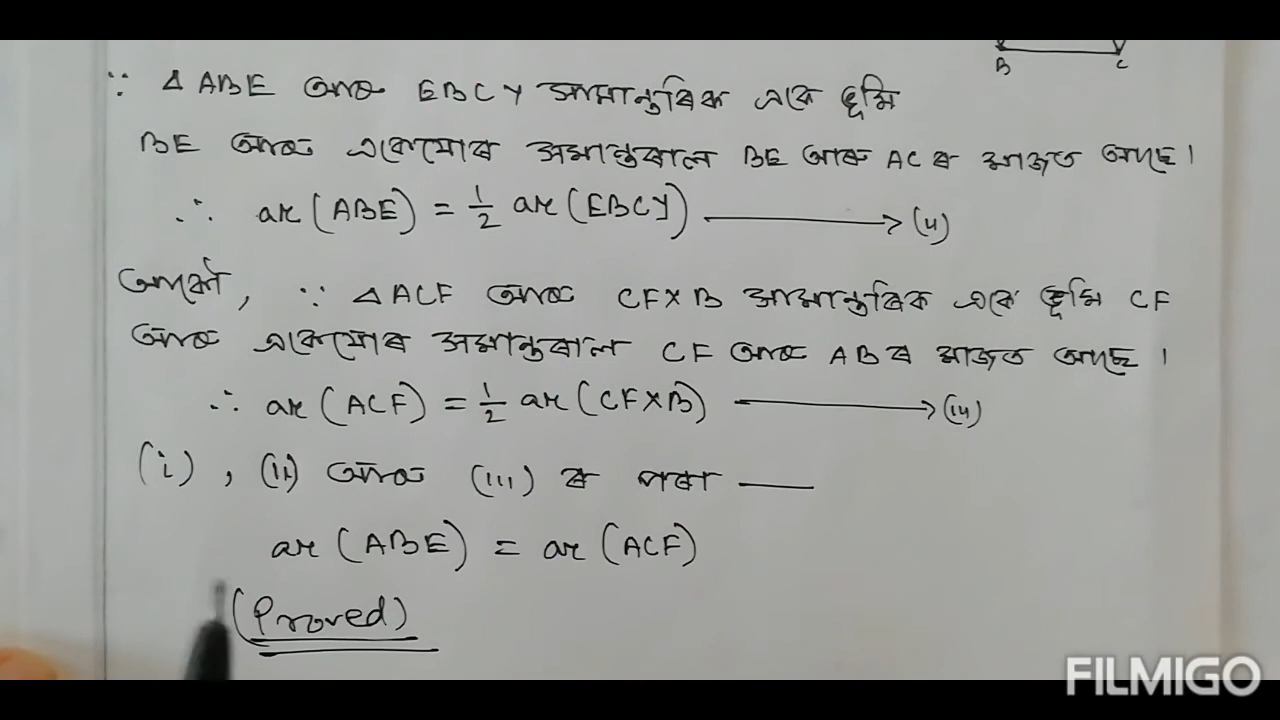 B C
∵ △ABE আৰু EBCY সামান্তৰিক একে ভূমি
BE আৰু একেযোৰ সমান্তৰাল BE আৰু ACৰ মাজত আছে।
∴ ar(ABE) = 1/2 ar(EBCY) ⟶ (ii)
আকৌ, ∵ △ACF আৰু CFXB সামান্তৰিক একে ভূমি CF
আৰু একেযোৰ সমান্তৰাল CF আৰু ABৰ মাজত আছে।
∴ ar(ACF) = 1/2 ar(CFXB) ⟶ (iii)
(i), (ii) আৰু (iii) ৰ পৰা —
ar(ABE) = ar(ACF)
(Proved)
FILMIGO